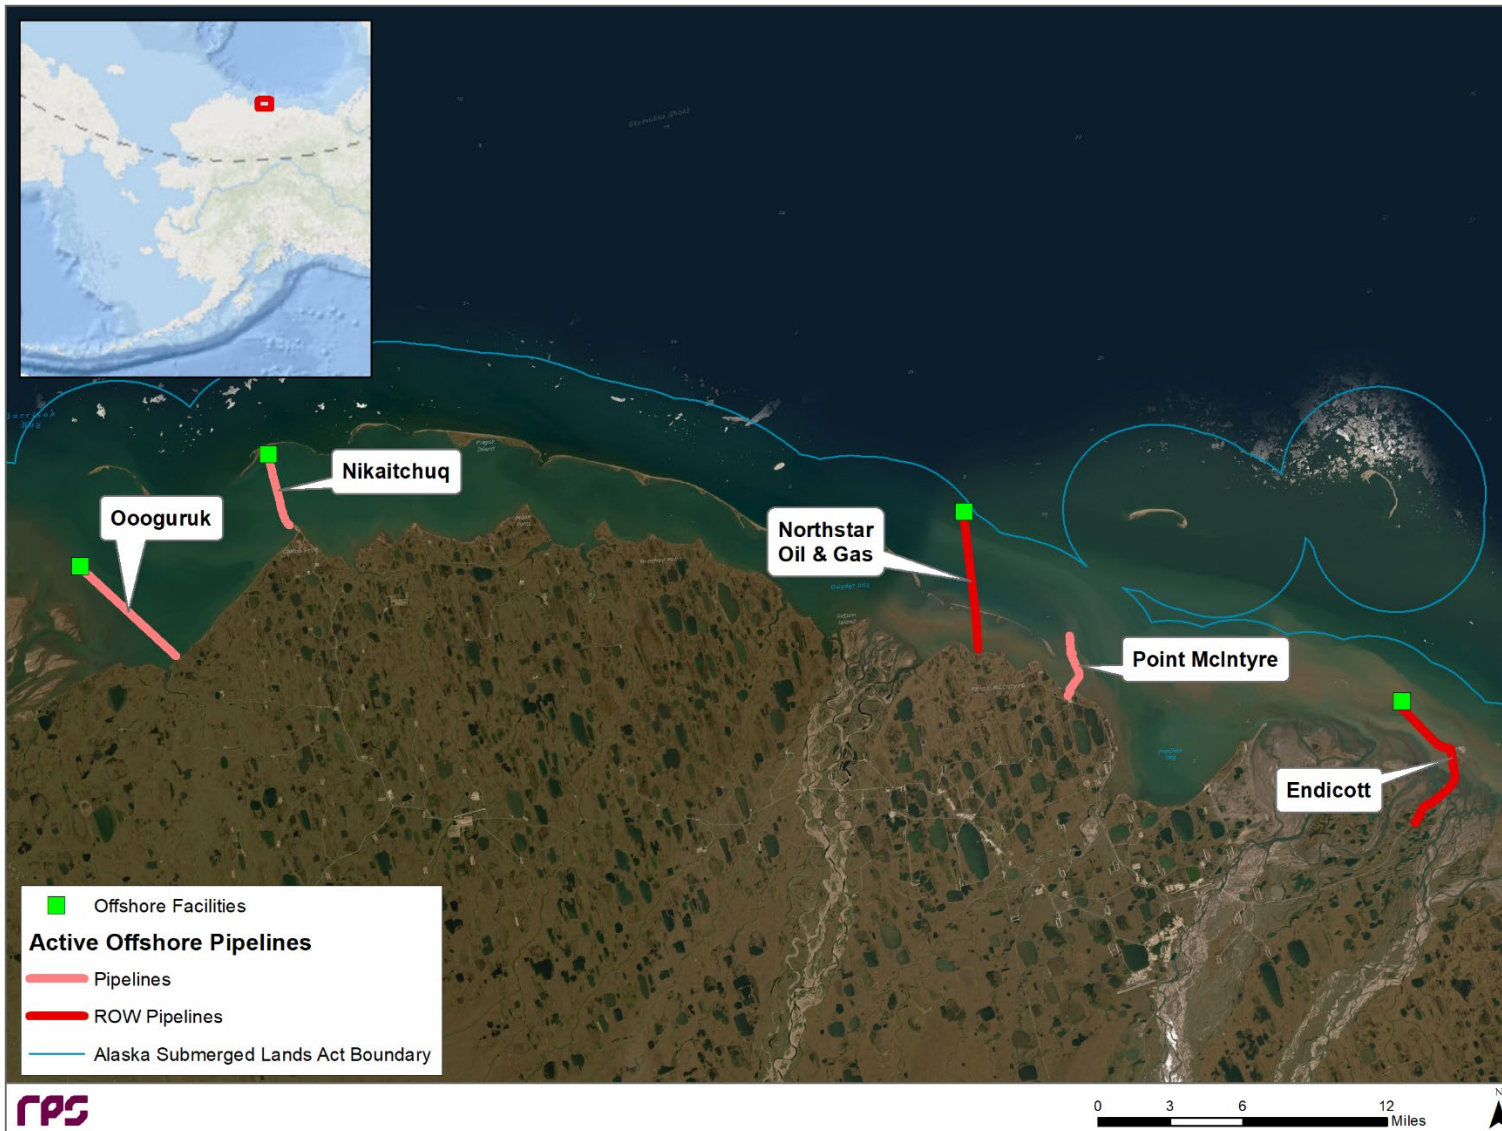 Nikaitchuq
Oooguruk
Northstar
Oil & Gas
Point McIntyre
Endicott
Offshore Facilities
Active Offshore Pipelines
Pipelines
ROW Pipelines
Alaska Submerged Lands Act Boundary
rps
0 3 6 12
Miles
N